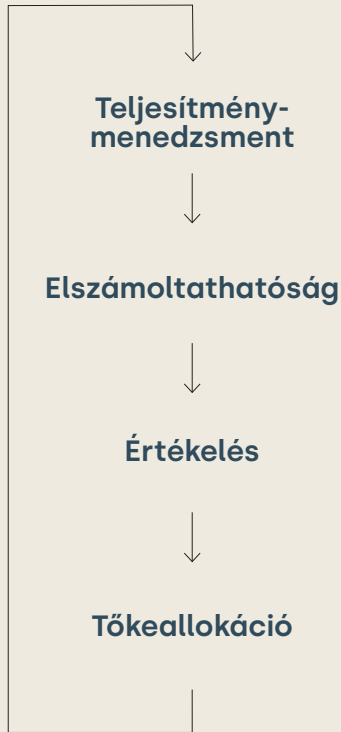 Teljesítmény-
menedzsment
Elszámoltathatóság
Értékelés
Tőkeallokáció